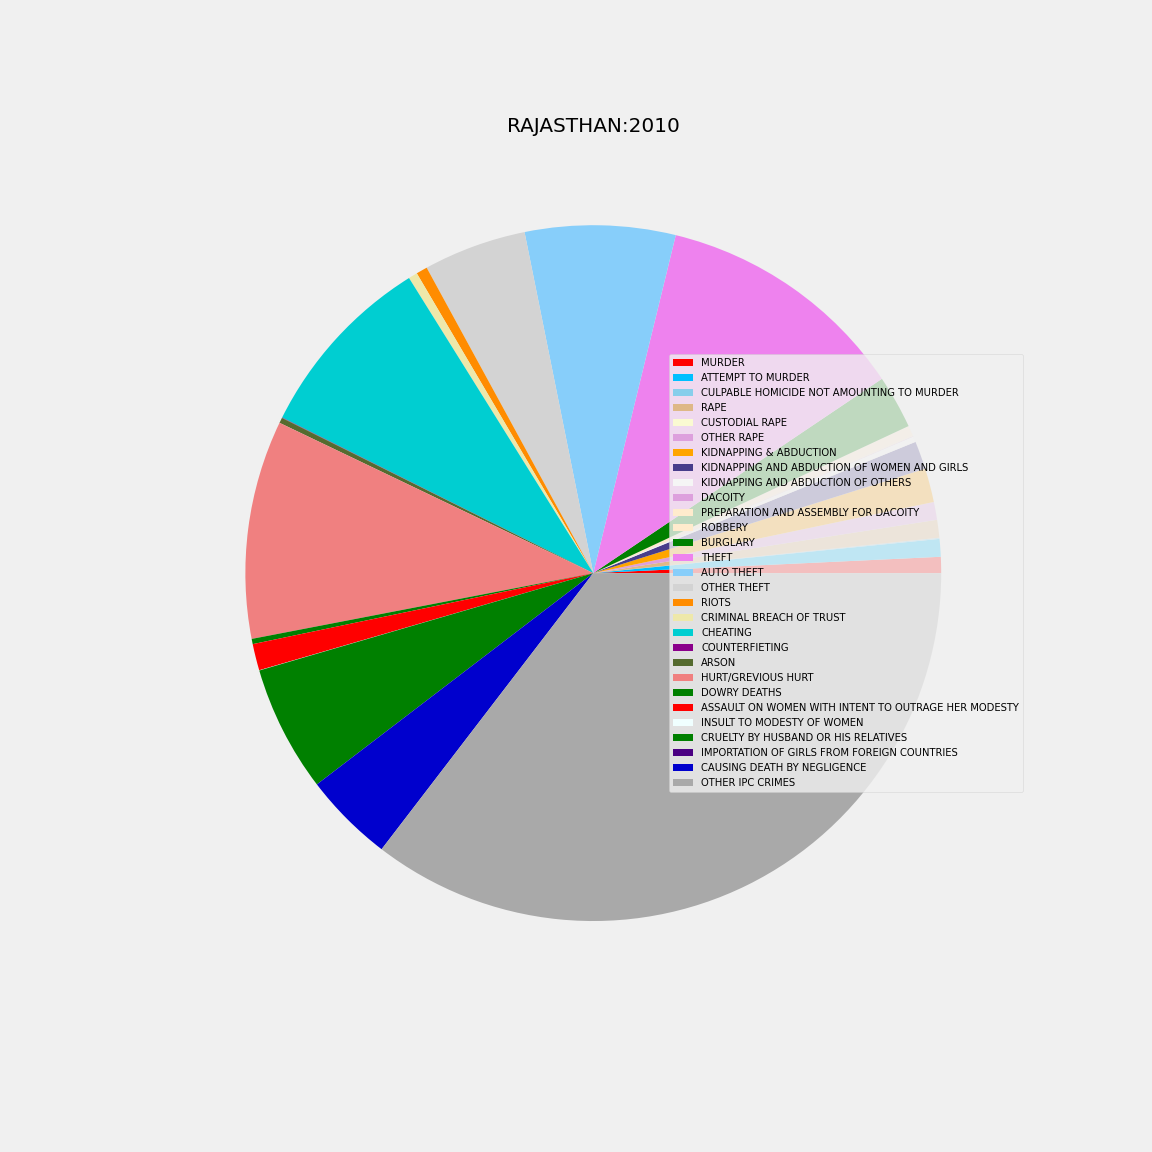 RAJASTHAN:2010
MURDER
ATTEMPT TO MURDER
CULPABLE HOMICIDE NOT AMOUNTING TO MURDER
RAPE
CUSTODIAL RAPE
OTHER RAPE
KIDNAPPING & ABDUCTION
KIDNAPPING AND ABDUCTION OF WOMEN AND GIRLS
KIDNAPPING AND ABDUCTION OF OTHERS
DACOITY
PREPARATION AND ASSEMBLY FOR DACOITY
ROBBERY
BURGLARY
THEFT
AUTO THEFT
OTHER THEFT
RIOTS
CRIMINAL BREACH OF TRUST
CHEATING
COUNTERFIETING
ARSON
HURT/GREVIOUS HURT
DOWRY DEATHS
ASSAULT ON WOMEN WITH INTENT TO OUTRAGE HER MODESTY
INSULT TO MODESTY OF WOMEN
CRUELTY BY HUSBAND OR HIS RELATIVES
IMPORTATION OF GIRLS FROM FOREIGN COUNTRIES
CAUSING DEATH BY NEGLIGENCE
OTHER IPC CRIMES